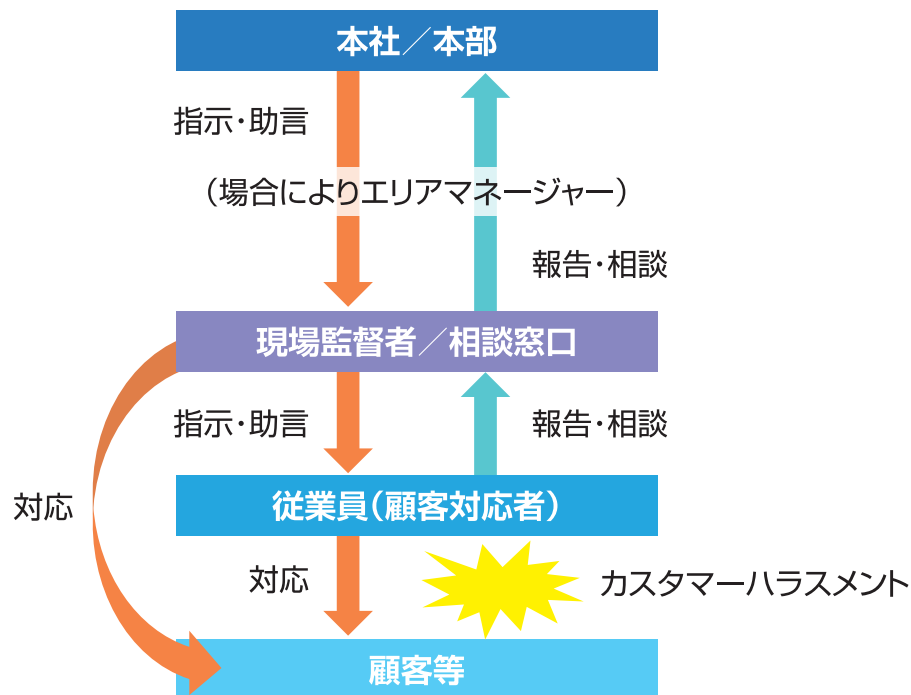 本社／本部
指示・助言
（場合によりエリアマネージャー）
報告・相談
現場監督者／相談窓口
指示・助言
報告・相談
対応
従業員（顧客対応者）
対応
カスタマーハラスメント
顧客等